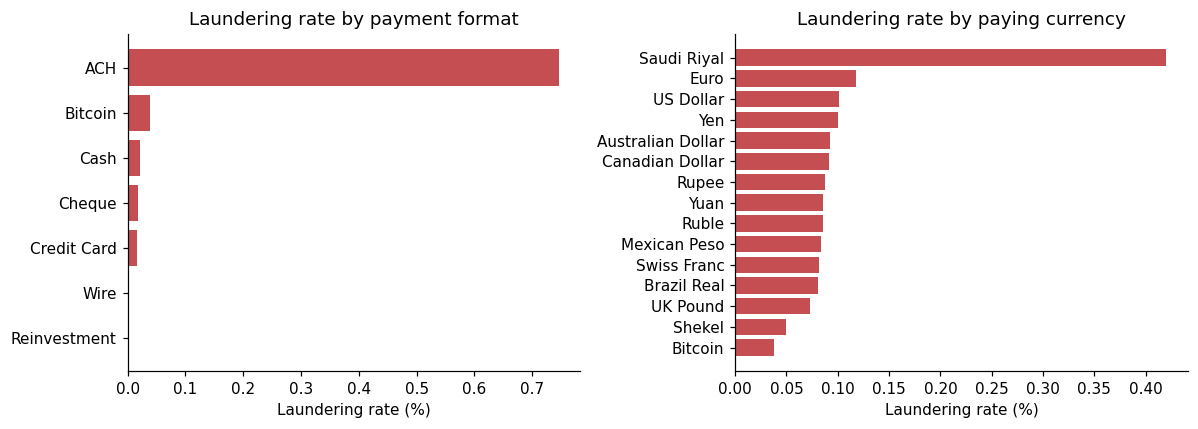 Laundering rate by payment format
ACH
Bitcoin
Cash
Cheque
Credit Card
Wire
Reinvestment
0.0 0.1 0.2 0.3 0.4 0.5 0.6 0.7
Laundering rate (%)
Laundering rate by paying currency
Saudi Riyal
Euro
US Dollar
Yen
Australian Dollar
Canadian Dollar
Rupee
Yuan
Ruble
Mexican Peso
Swiss Franc
Brazil Real
UK Pound
Shekel
Bitcoin
0.00 0.05 0.10 0.15 0.20 0.25 0.30 0.35 0.40
Laundering rate (%)